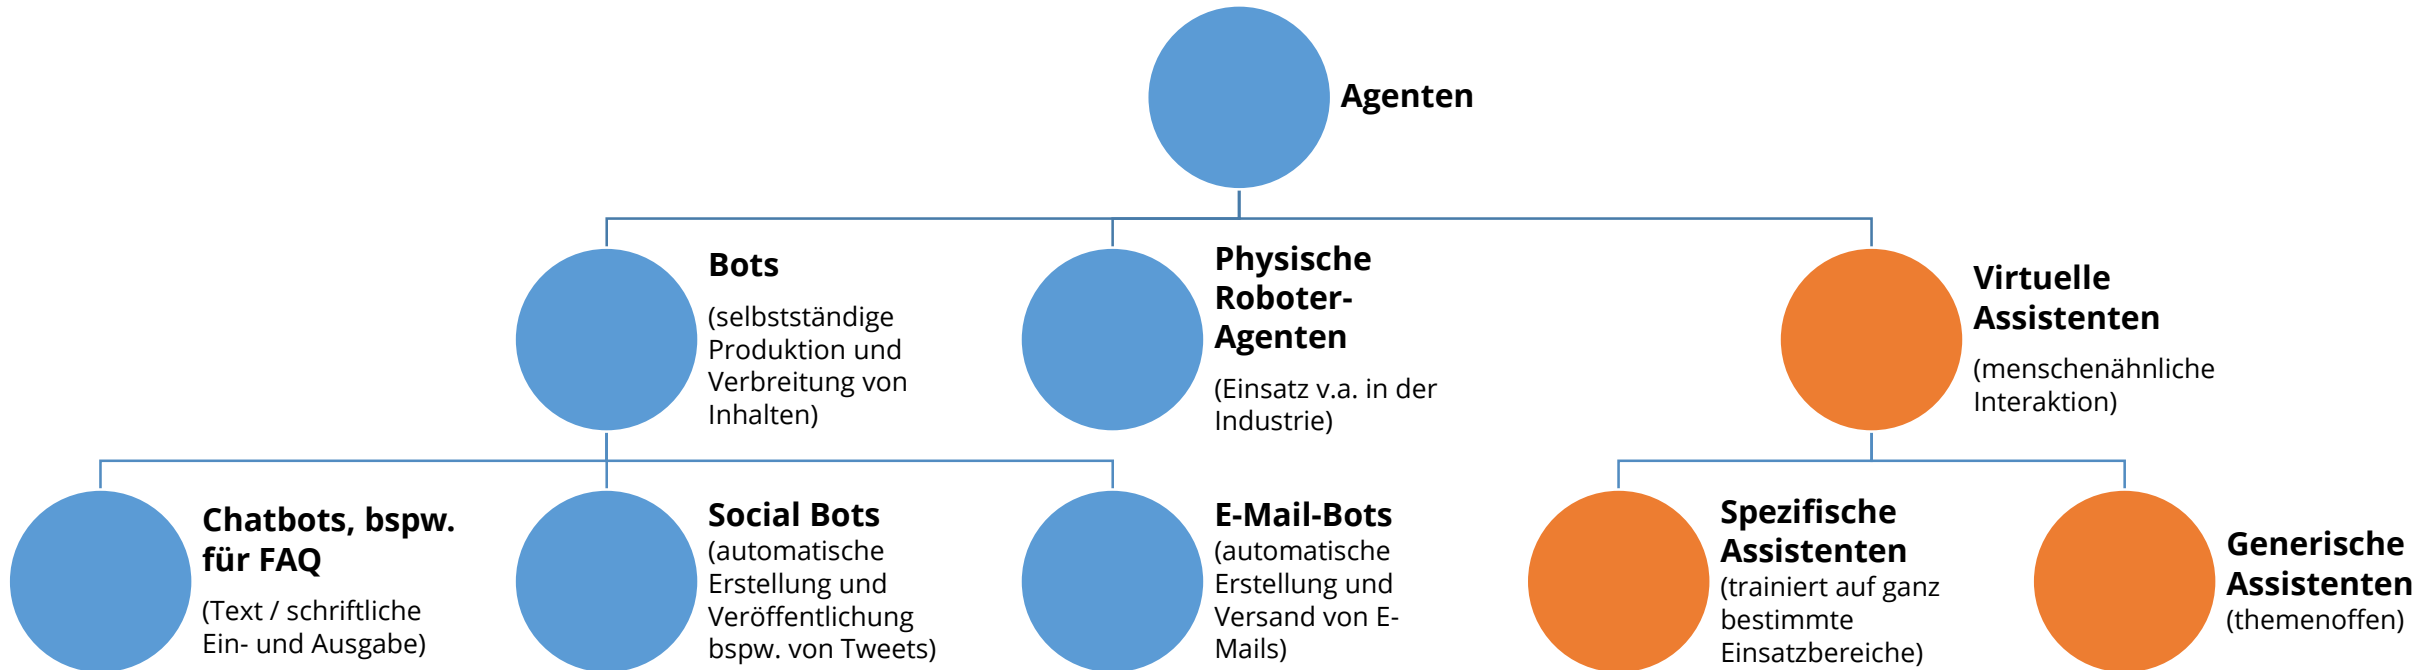 Agenten
Bots
(selbstständige
Produktion und
Verbreitung von
Inhalten)
Physische
Roboter-
Agenten
(Einsatz v.a. in der
Industrie)
Virtuelle
Assistenten
(menschenähnliche
Interaktion)
Chatbots, bspw.
für FAQ
(Text / schriftliche
Ein- und Ausgabe)
Social Bots
(automatische
Erstellung und
Veröffentlichung
bspw. von Tweets)
E-Mail-Bots
(automatische
Erstellung und
Versand von E-
Mails)
Spezifische
Assistenten
(trainiert auf ganz
bestimmte
Einsatzbereiche)
Generische
Assistenten
(themenoffen)